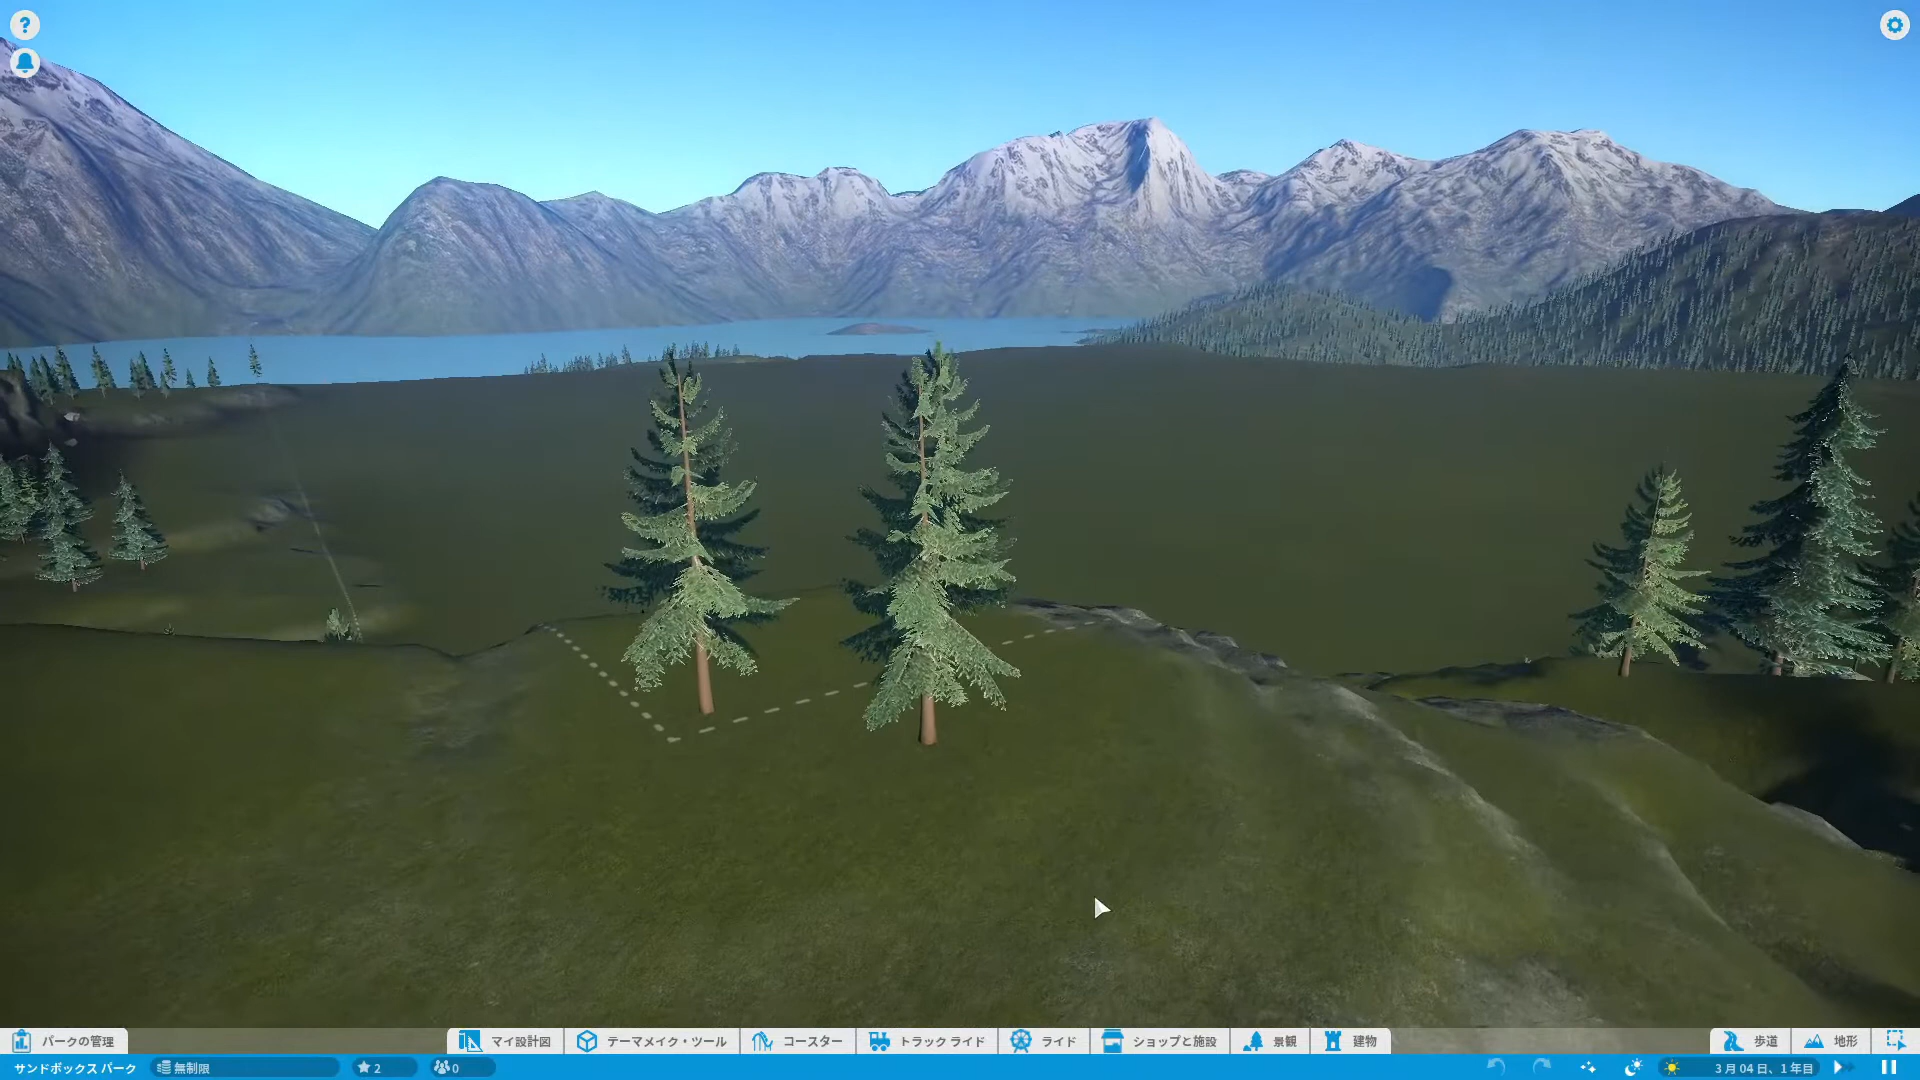 ?
パークの管理
マイ設計図
テーマメイク・ツール
コースター
トラックライド
ライド
ショップと施設
景観
建物
歩道
地形
サンドボックス パーク
無制限
2
0
3月 04日、1年目